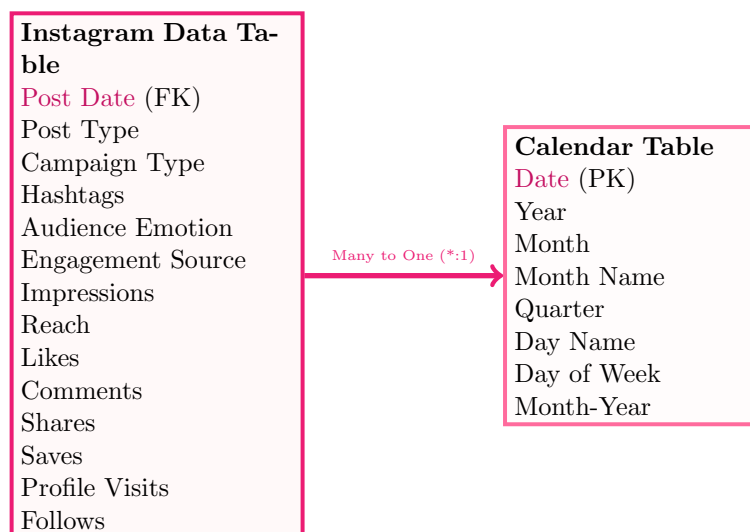 Instagram Data Ta-
ble
Post Date (FK)
Post Type
Campaign Type
Hashtags
Audience Emotion
Engagement Source
Impressions
Reach
Likes
Comments
Shares
Saves
Profile Visits
Follows
Many to One (*:1)
Calendar Table
Date (PK)
Year
Month
Month Name
Quarter
Day Name
Day of Week
Month-Year